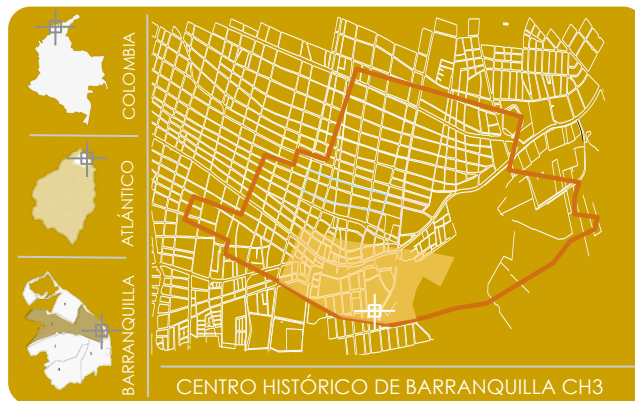 COLOMBIA
ATLÁNTICO
BARRANQUILLA
CENTRO HISTÓRICO DE BARRANQUILLA CH3